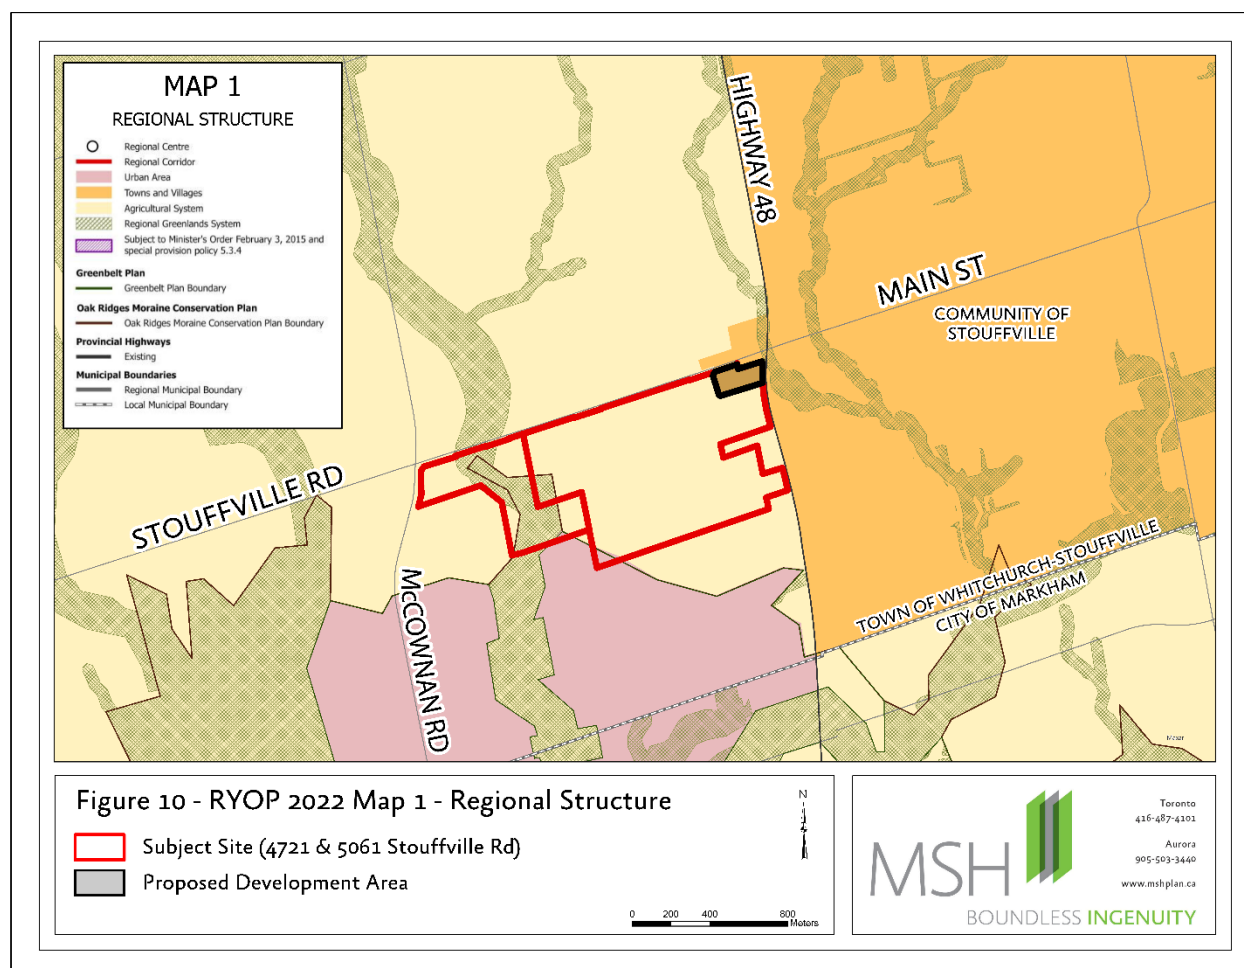 MAP 1
REGIONAL STRUCTURE
Regional Centre
Regional Corridor
Urban Area
Towns and Villages
Agricultural System
Regional Greenlands System
Subject to Minister's Order February 3, 2015 and
special provision policy 5.3.4
Greenbelt Plan
Greenbelt Plan Boundary
Oak Ridges Moraine Conservation Plan
Oak Ridges Moraine Conservation Plan Boundary
Provincial Highways
Existing
Municipal Boundaries
Regional Municipal Boundary
Local Municipal Boundary
HIGHWAY 48
MAIN ST
COMMUNITY OF
STOUFFVILLE
STOUFFVILLE RD
McCOWNAN RD
TOWN OF WHITCHURCH-STOUFFVILLE
CITY OF MARKHAM
Figure 10 - RYOP 2022 Map 1 - Regional Structure
Subject Site (4721 & 5061 Stouffville Rd)
Proposed Development Area
N
0 200 400 800
Meters
MSH
BOUNDLESS INGENUITY
Toronto
416-487-4101
Aurora
905-503-3440
www.mshplan.ca